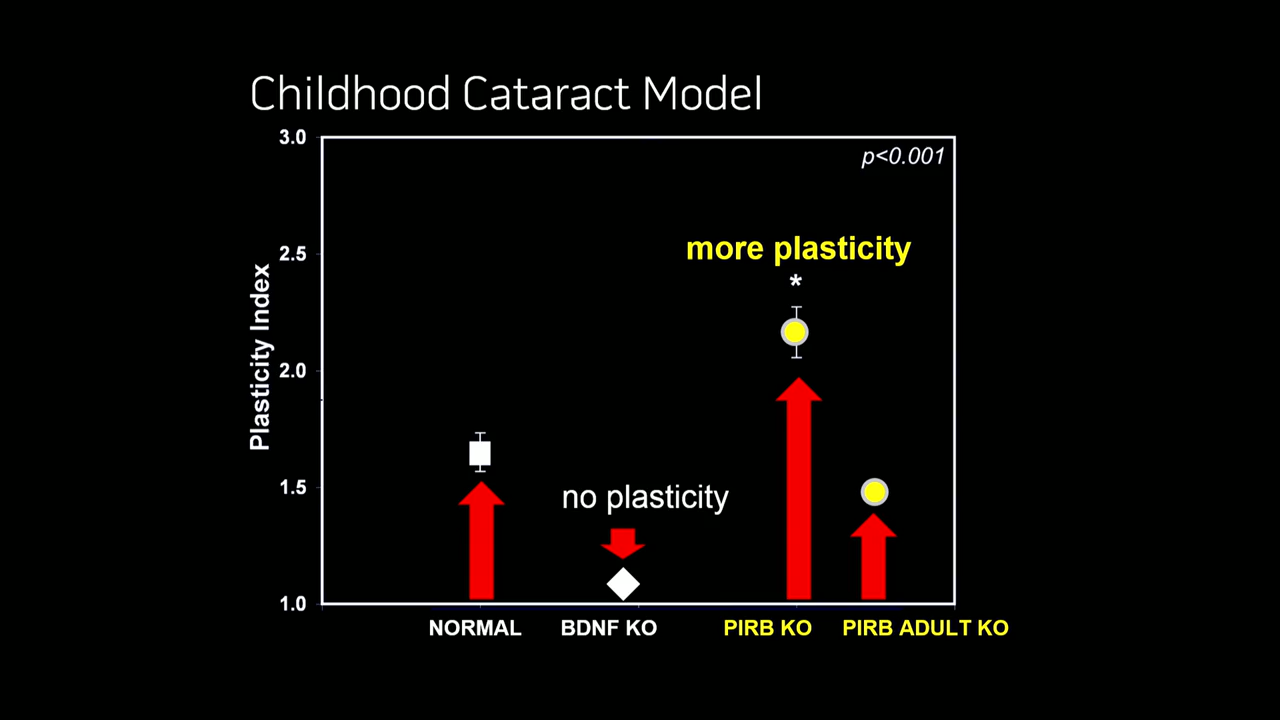 Childhood Cataract Model
3.0
p<0.001
2.5
more plasticity
*
2.0
Plasticity Index
1.5
no plasticity
1.0
NORMAL
BDNF KO
PIRB KO
PIRB ADULT KO